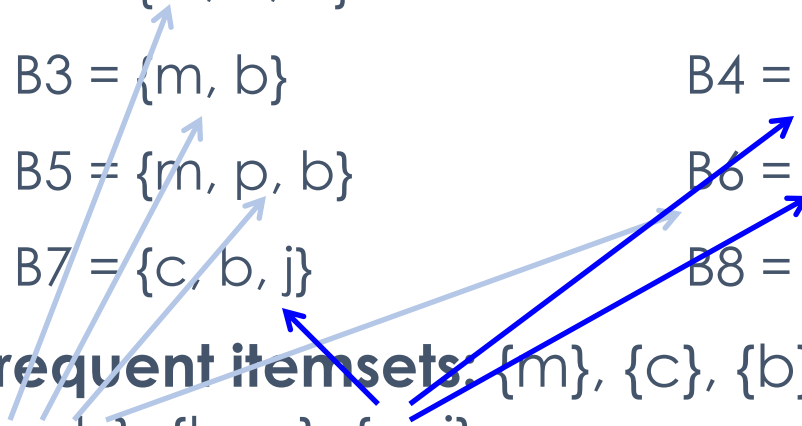 B3 = {m, b} B4 =
B5 = {m, p, b} B6 =
B7 = {c, b, j} B8 =
requent itemsets: {m}, {c}, {b}